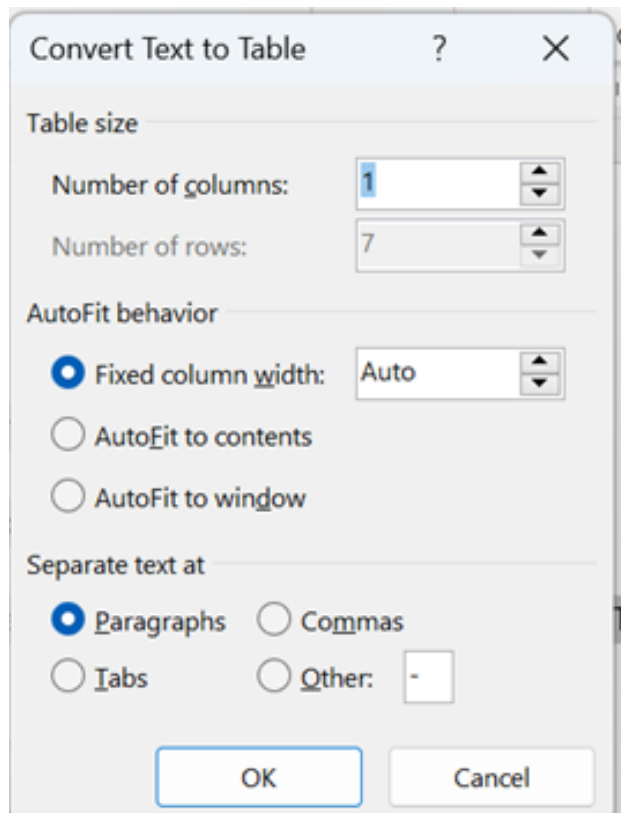 Convert Text to Table ? ×
Table size
Number of columns: 1
Number of rows: 7
AutoFit behavior
Fixed column width: Auto
AutoFit to contents
AutoFit to window
Separate text at
Paragraphs Commas
Tabs Other: -
OK Cancel